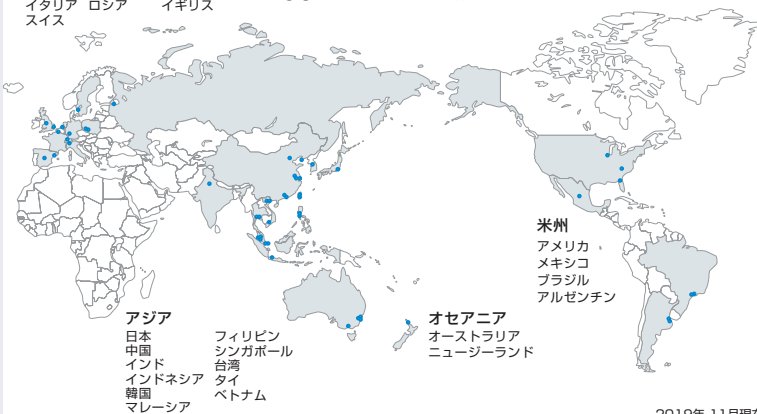 イタリア ロシア イギリス
スイス
米州
アメリカ
メキシコ
ブラジル
アルゼンチン
アジア
日本 フィリピン
中国 シンガポール
インド 台湾
インドネシア タイ
韓国 ベトナム
マレーシア
オセアニア
オーストラリア
ニュージーランド